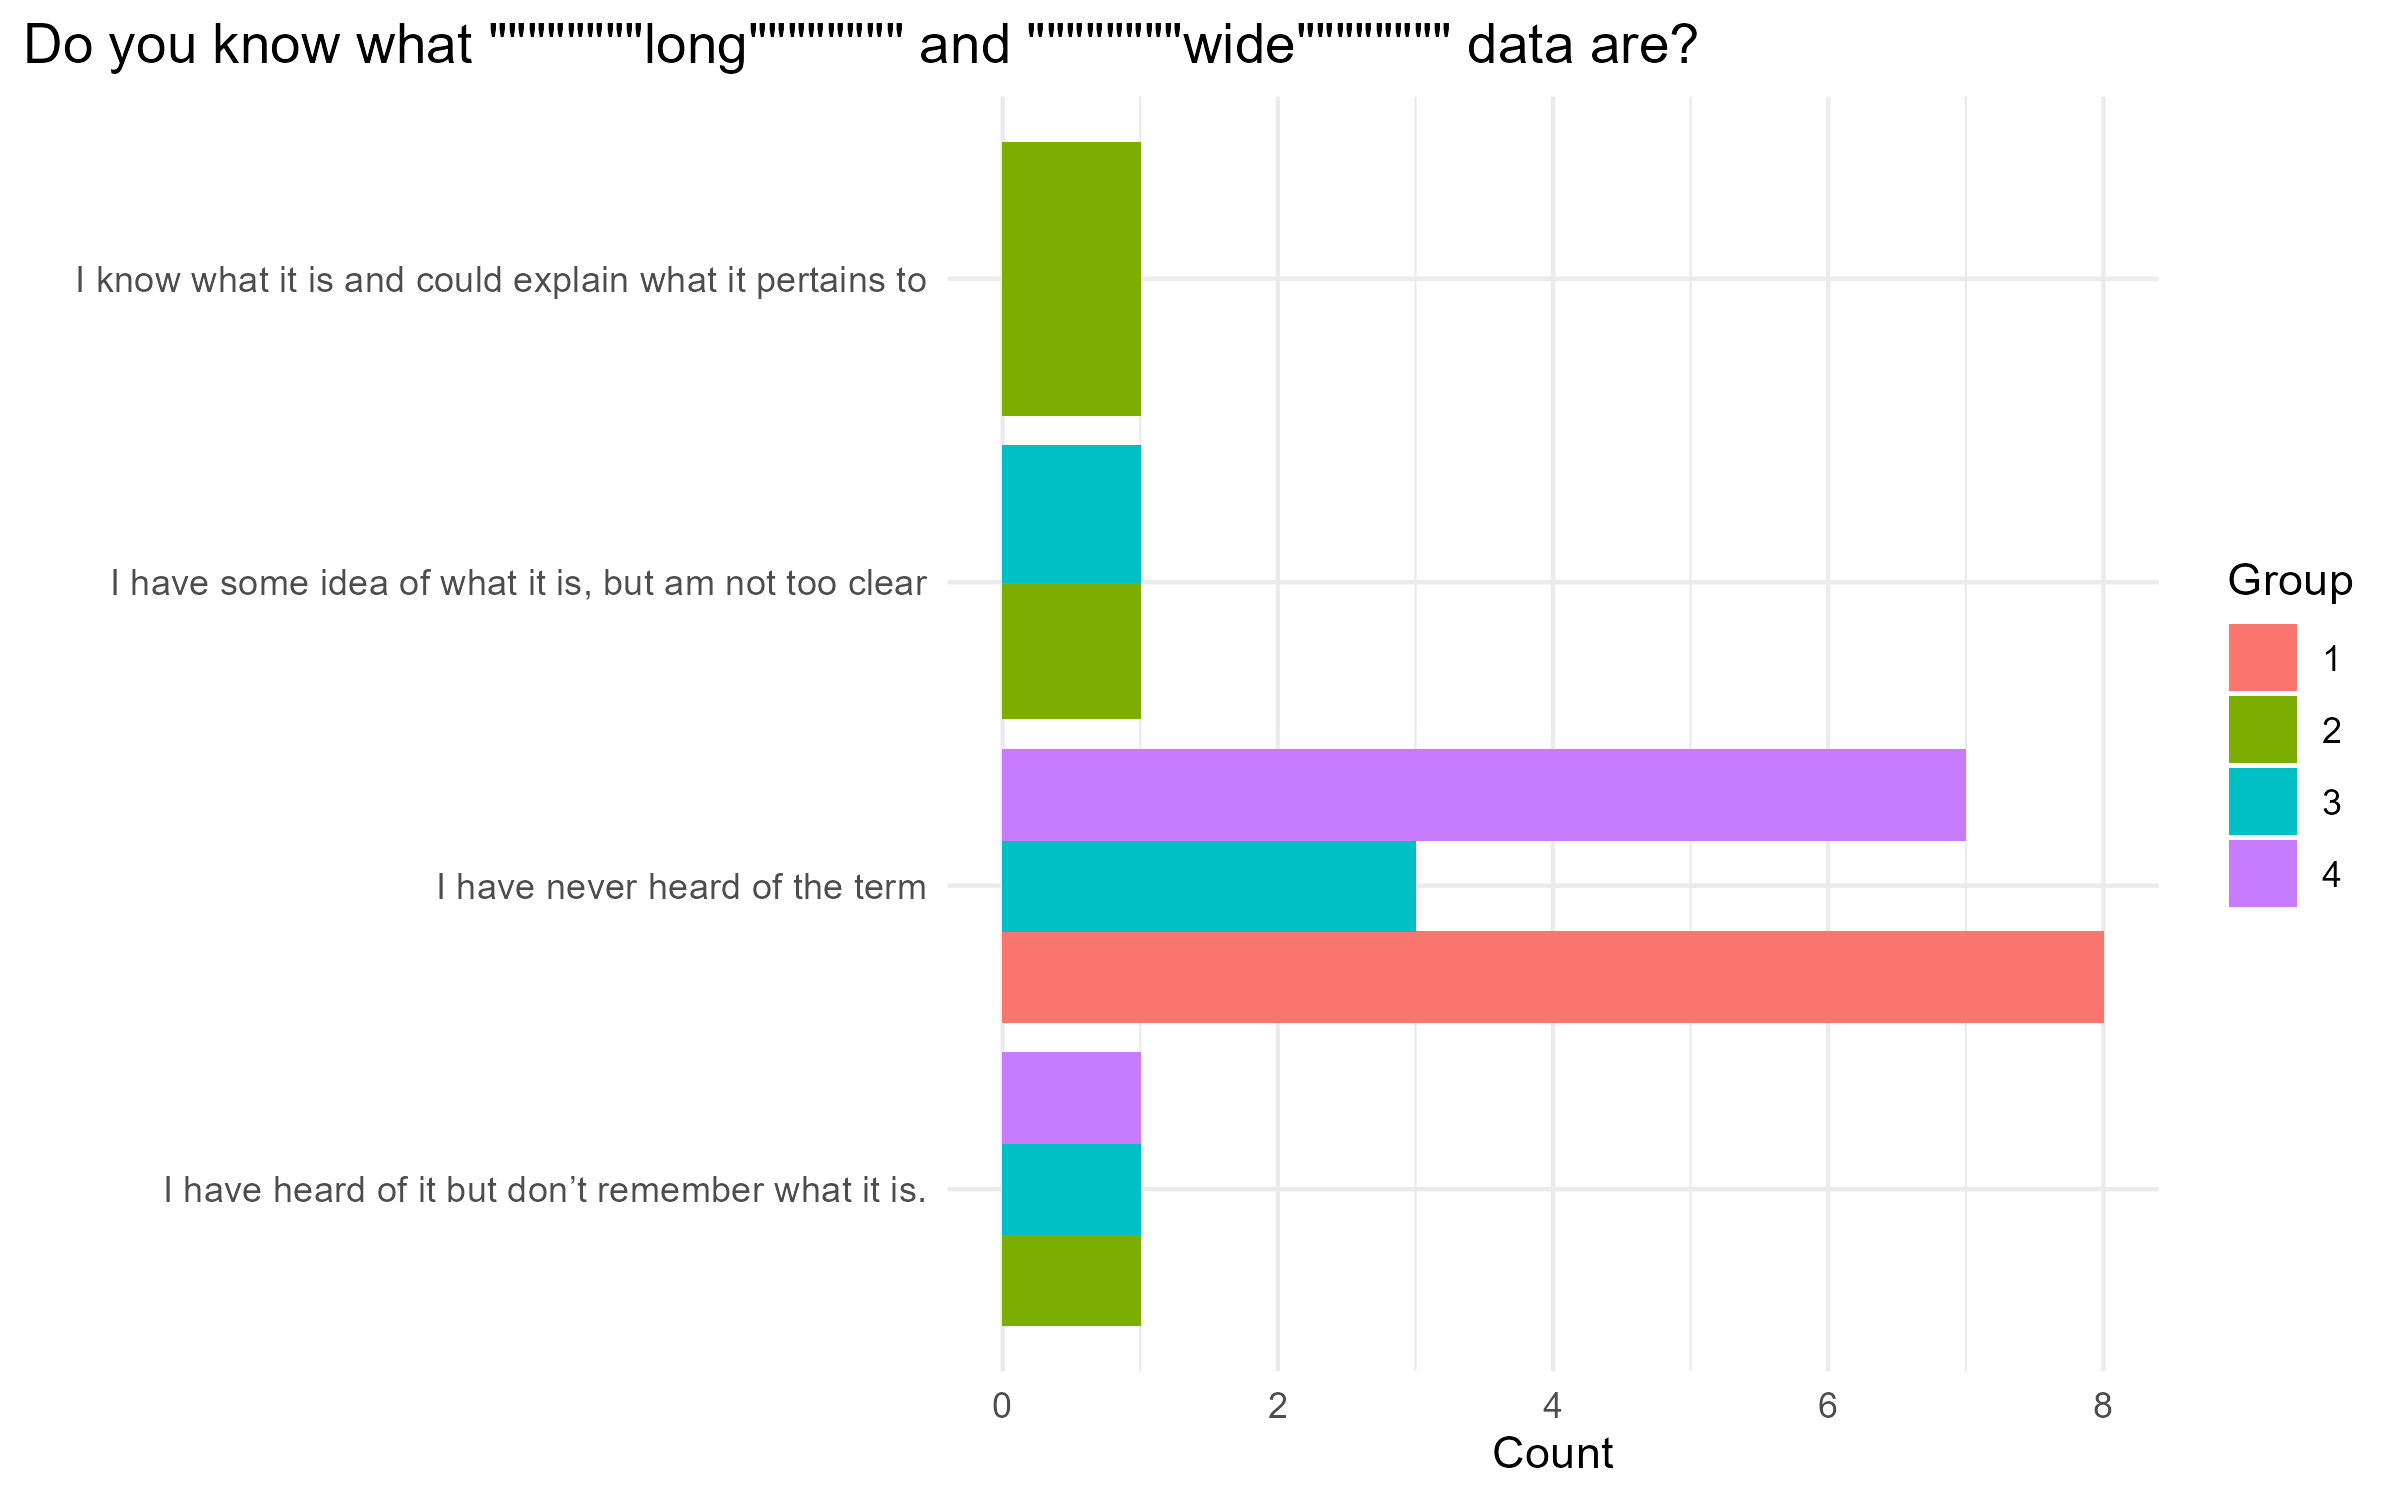 Do you know what """"""""long"""""""" and """"""""wide"""""""" data are?
I know what it is and could explain what it pertains to
I have some idea of what it is, but am not too clear
I have never heard of the term
I have heard of it but don’t remember what it is.
0 2 4 6 8
Count
Group
1
2
3
4